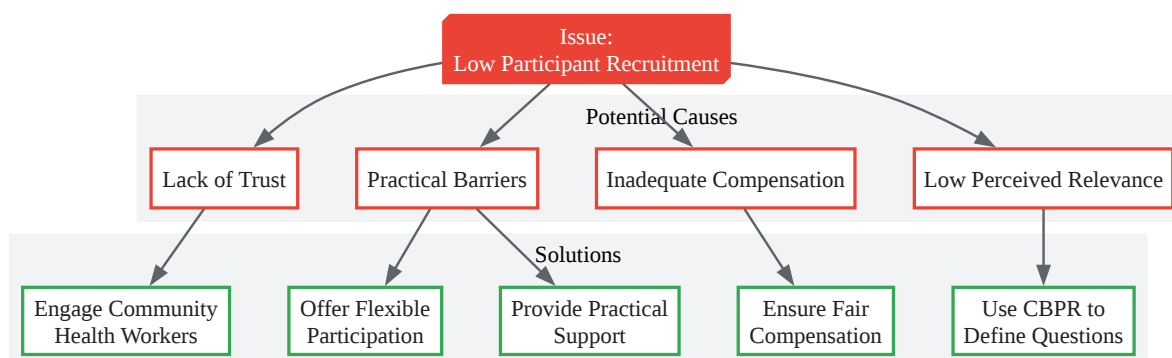 Issue:
Low Participant Recruitment
Potential Causes
Lack of Trust
Practical Barriers
Inadequate Compensation
Low Perceived Relevance
Solutions
Engage Community
Health Workers
Offer Flexible
Participation
Provide Practical
Support
Ensure Fair
Compensation
Use CBPR to
Define Questions